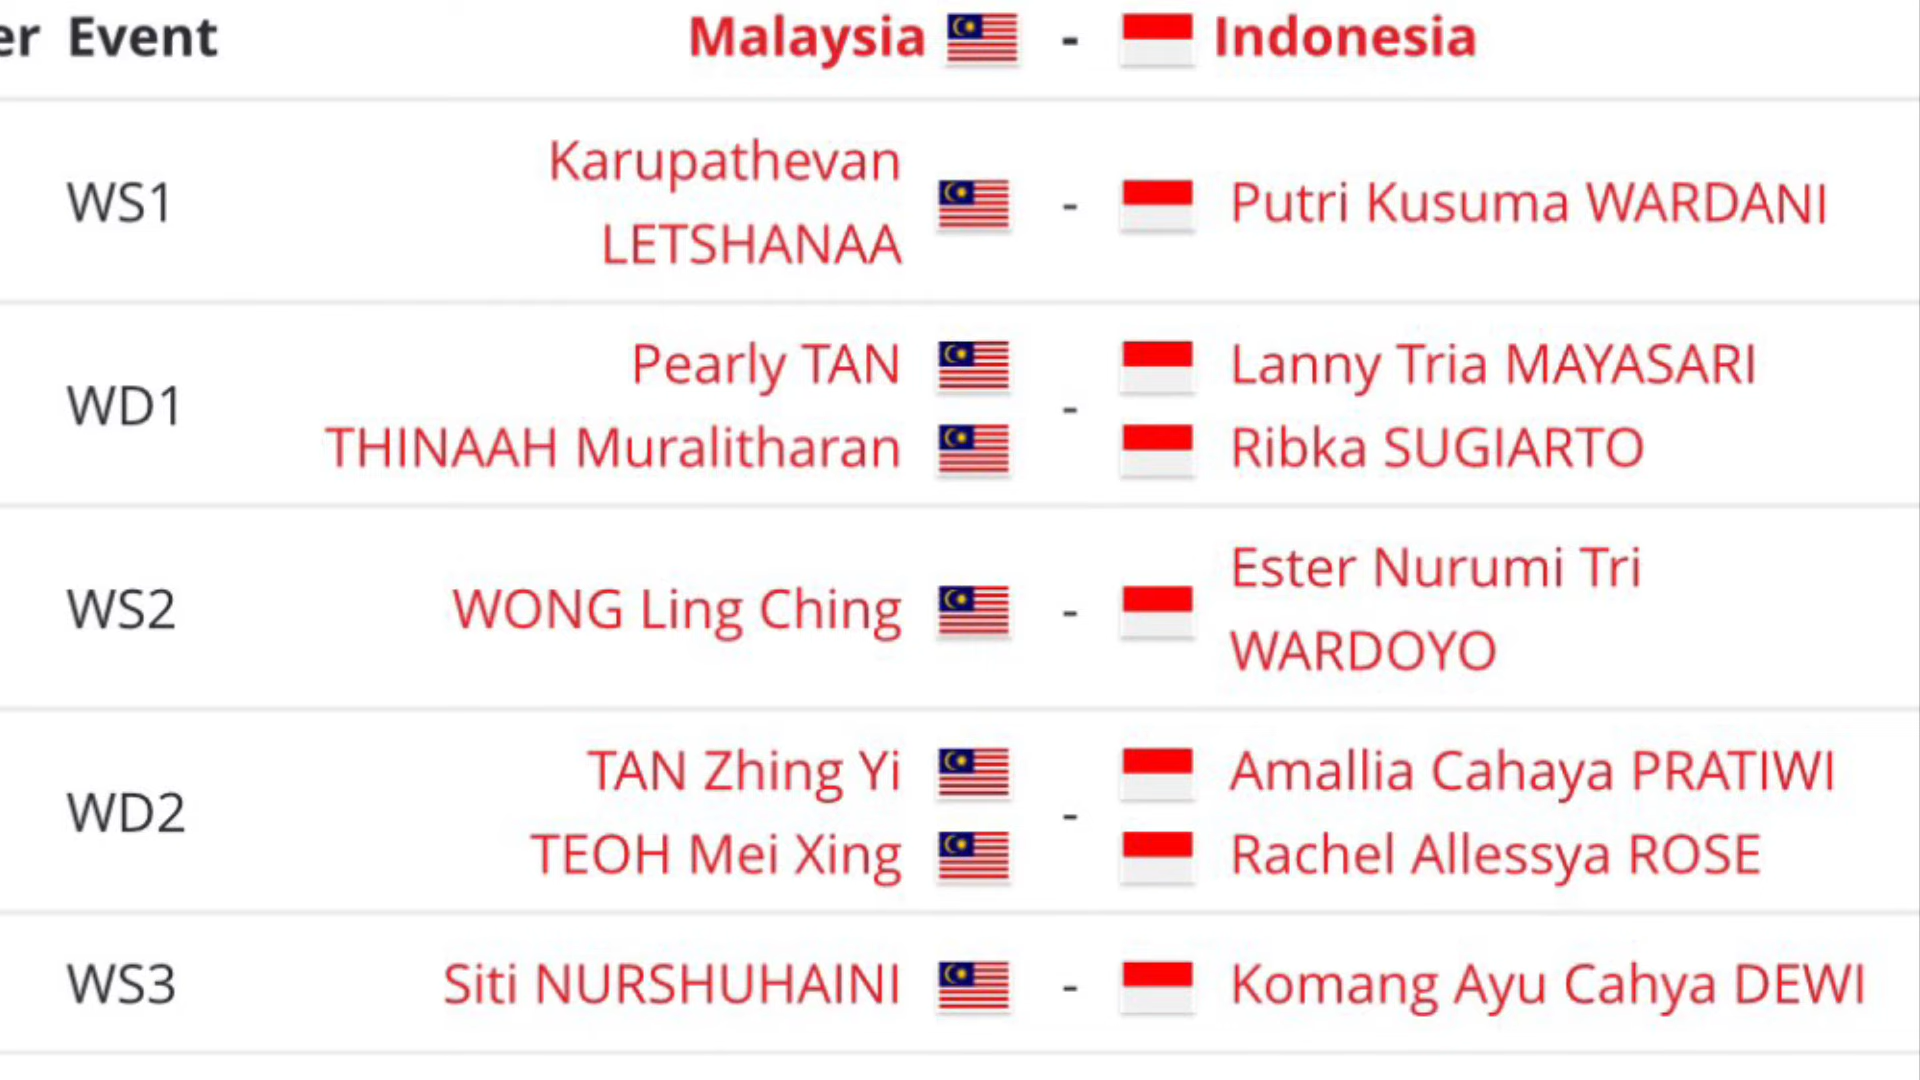 er Event Malaysia - Indonesia
WS1 Karupathevan
LETSHANAA - Putri Kusuma WARDANI
WD1 Pearly TAN - Lanny Tria MAYASARI
THINAAH Muralitharan Ribka SUGIARTO
WS2 WONG Ling Ching - Ester Nurumi Tri
WARDOYO
WD2 TAN Zhing Yi - Amallia Cahaya PRATIWI
TEOH Mei Xing Rachel Allessya ROSE
WS3 Siti NURSHUHAINI - Komang Ayu Cahya DEWI